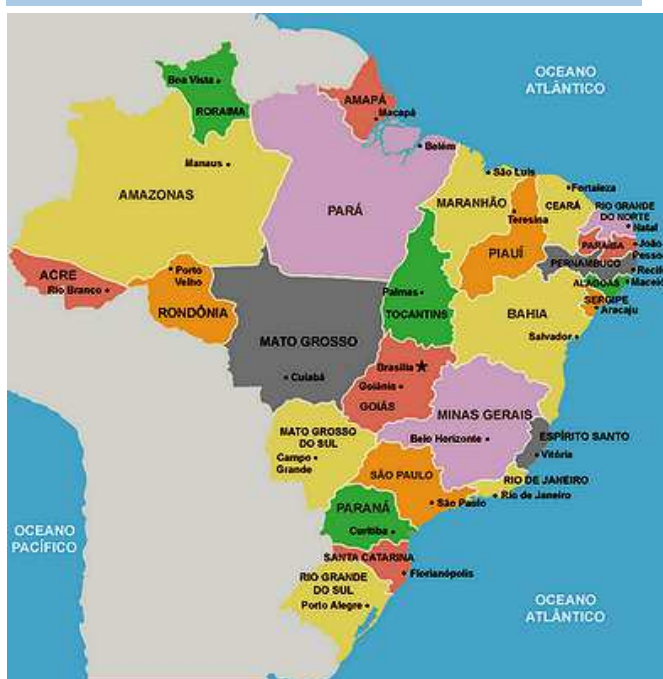 OCEANO
ATLÂNTICO
Boa Vista
RORAIMA
AMAPÁ
Macapá
Manaus
Belém
AMAZONAS
PARÁ
São Luis
MARANHÃO
Teresina
Fortaleza
CEARÁ
RIO GRANDE
DO NORTE
Natal
PARAÍBA
João
Pesso
PERNAMBUCO
Recif
PIAUÍ
ALAGOAS
Maceió
SERGIPE
Aracaju
ACRE
Rio Branco
Porto
Velho
RONDÔNIA
Palmas
TOCANTINS
BAHIA
Salvador
MATO GROSSO
Cuiabá
Brasília
Goiânia
GOIÁS
MINAS GERAIS
Belo Horizonte
ESPÍRITO SANTO
Vitória
MATO GROSSO
DO SUL
Campo
Grande
SÃO PAULO
São Paulo
RIO DE JANEIRO
Rio de Janeiro
PARANÁ
Curitiba
OCEANO
PACÍFICO
SANTA CATARINA
Florianópolis
RIO GRANDE
DO SUL
Porto Alegre
OCEANO
ATLÂNTICO